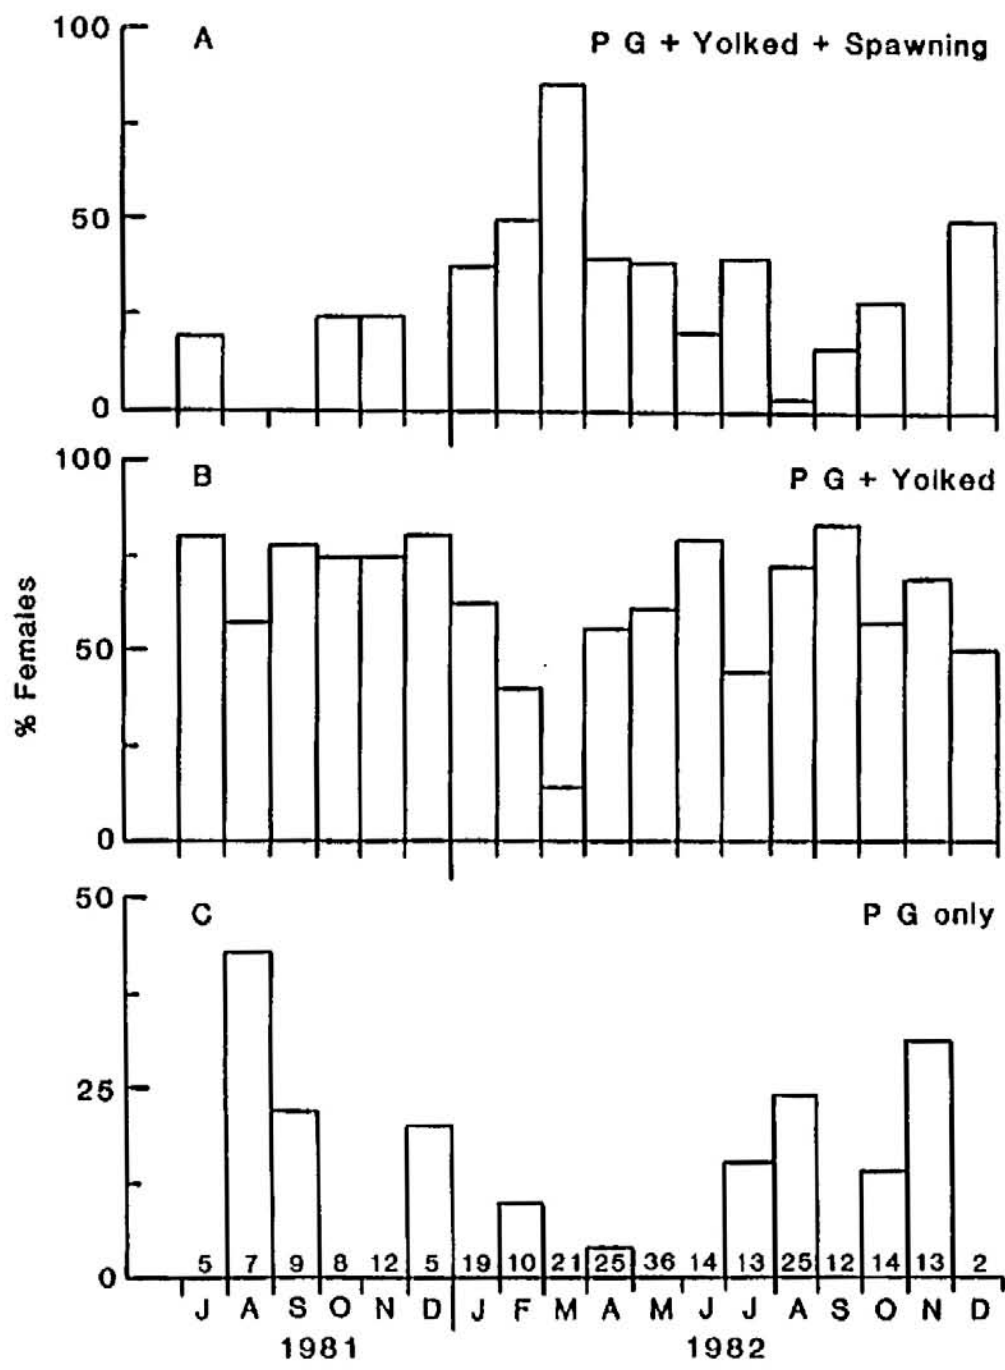 100
A
P G + Yolked + Spawning
50
0
100
B
P G + Yolked
50
0
% Females
50
C
P G only
25
0
5 7 9 8 12 5 19 10 21 25 36 14 13 25 12 14 13 2
J A S O N D J F M A M J J A S O N D
1981 1982